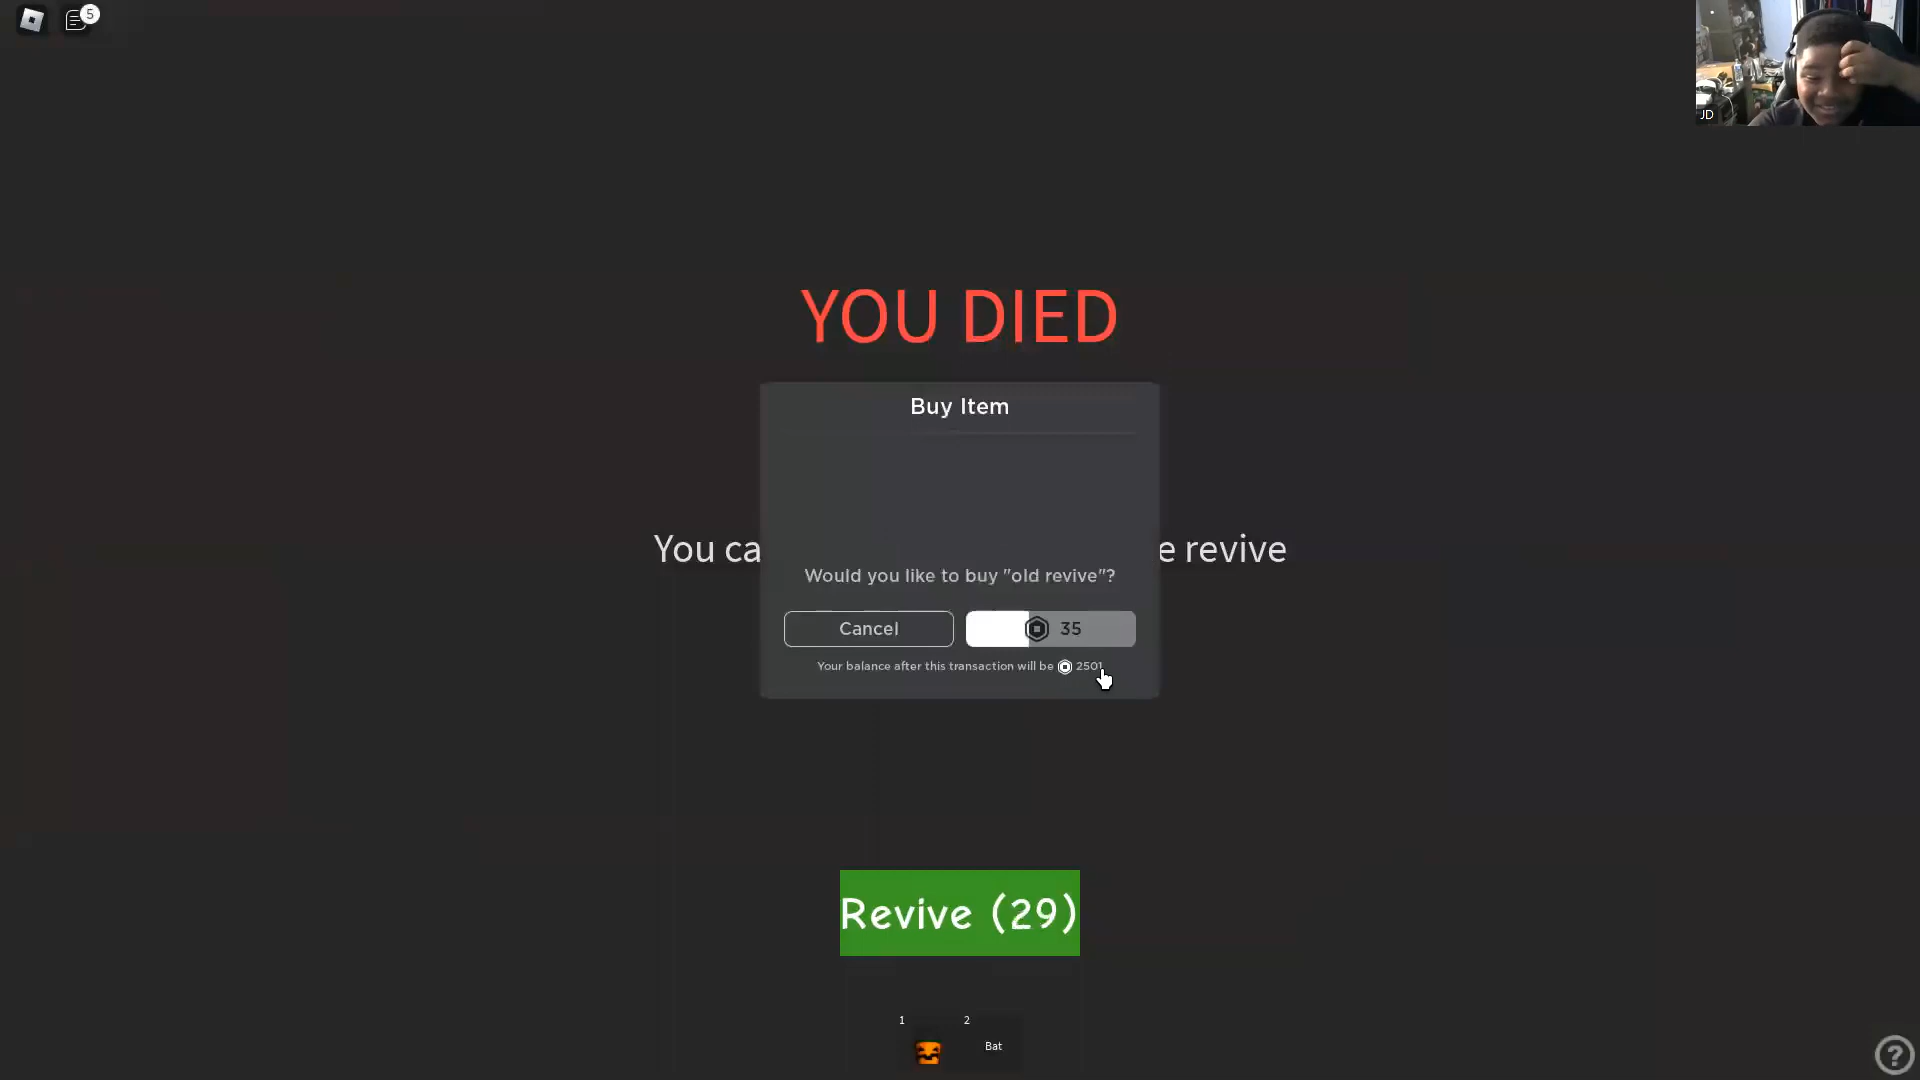 5
JD
YOU DIED
Buy Item
You ca
e revive
Would you like to buy "old revive"?
Cancel
35
Your balance after this transaction will be 2501
Revive (29)
1
2
Bat
?